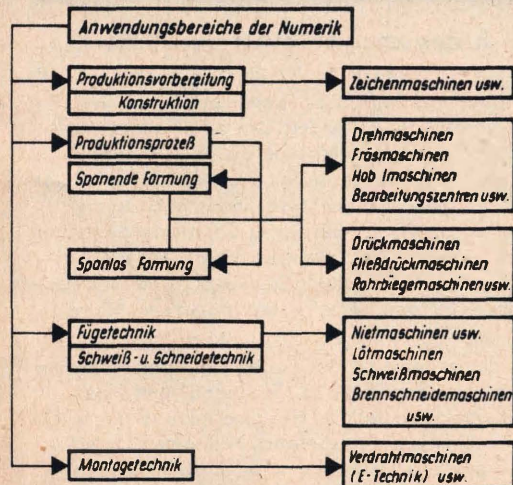 Anwendungsbereiche der Numerik
Produktionsvorbereitung
Konstruktion
Zeichenmaschinen usw.
Produktionsprozeß
Spanende Formung
Spanlos Formung
Drehmaschinen
Fräsmaschinen
Hob lmaschinen
Bearbeitungszentren usw.
Drückmaschinen
Fließdrückmaschinen
Rohrbiegemaschinen usw.
Fügetechnik
Schweiß- u. Schneidetechnik
Nietmaschinen usw.
Lötmaschinen
Schweißmaschinen
Brennschneidemaschinen
usw.
Montagetechnik
Verdrahtmaschinen
(E-Technik) usw.